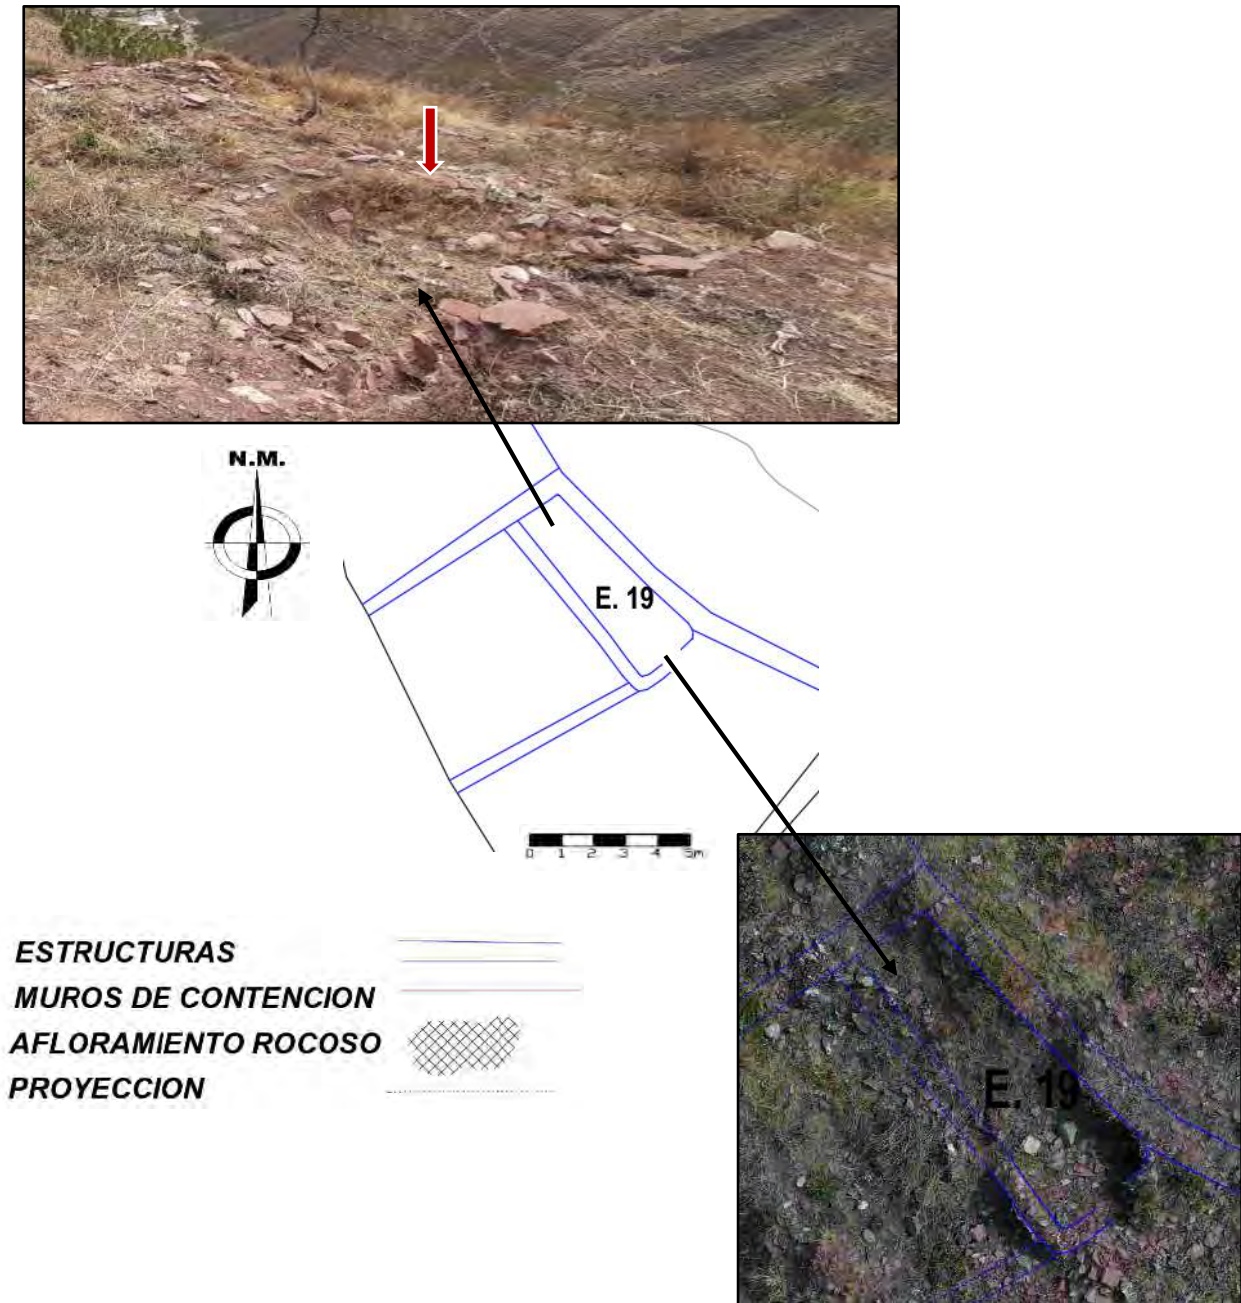 N.M.
E. 19
0 1 2 3 4 5m
E. 19
ESTRUCTURAS
MUROS DE CONTENCION
AFLORAMIENTO ROCOSO
PROYECCION